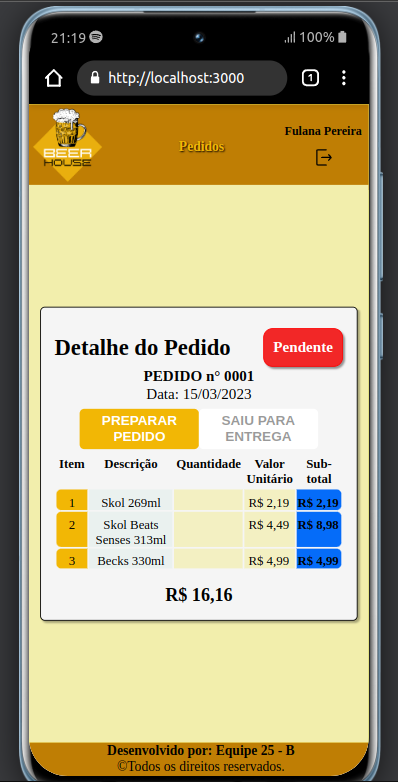 21:19 100%
http://localhost:3000 1
BEER
HOUSE
Pedidos
Fulana Pereira
Detalhe do Pedido
Pendente
PEDIDO n° 0001
Data: 15/03/2023
PREPARAR
PEDIDO
SAIU PARA
ENTREGA
Item Descrição Quantidade Valor Unitário Sub-total
1 Skol 269ml R$ 2,19 R$ 2,19
2 Skol Beats Senses 313ml R$ 4,49 R$ 8,98
3 Becks 330ml R$ 4,99 R$ 4,99
R$ 16,16
Desenvolvido por: Equipe 25 - B
©Todos os direitos reservados.